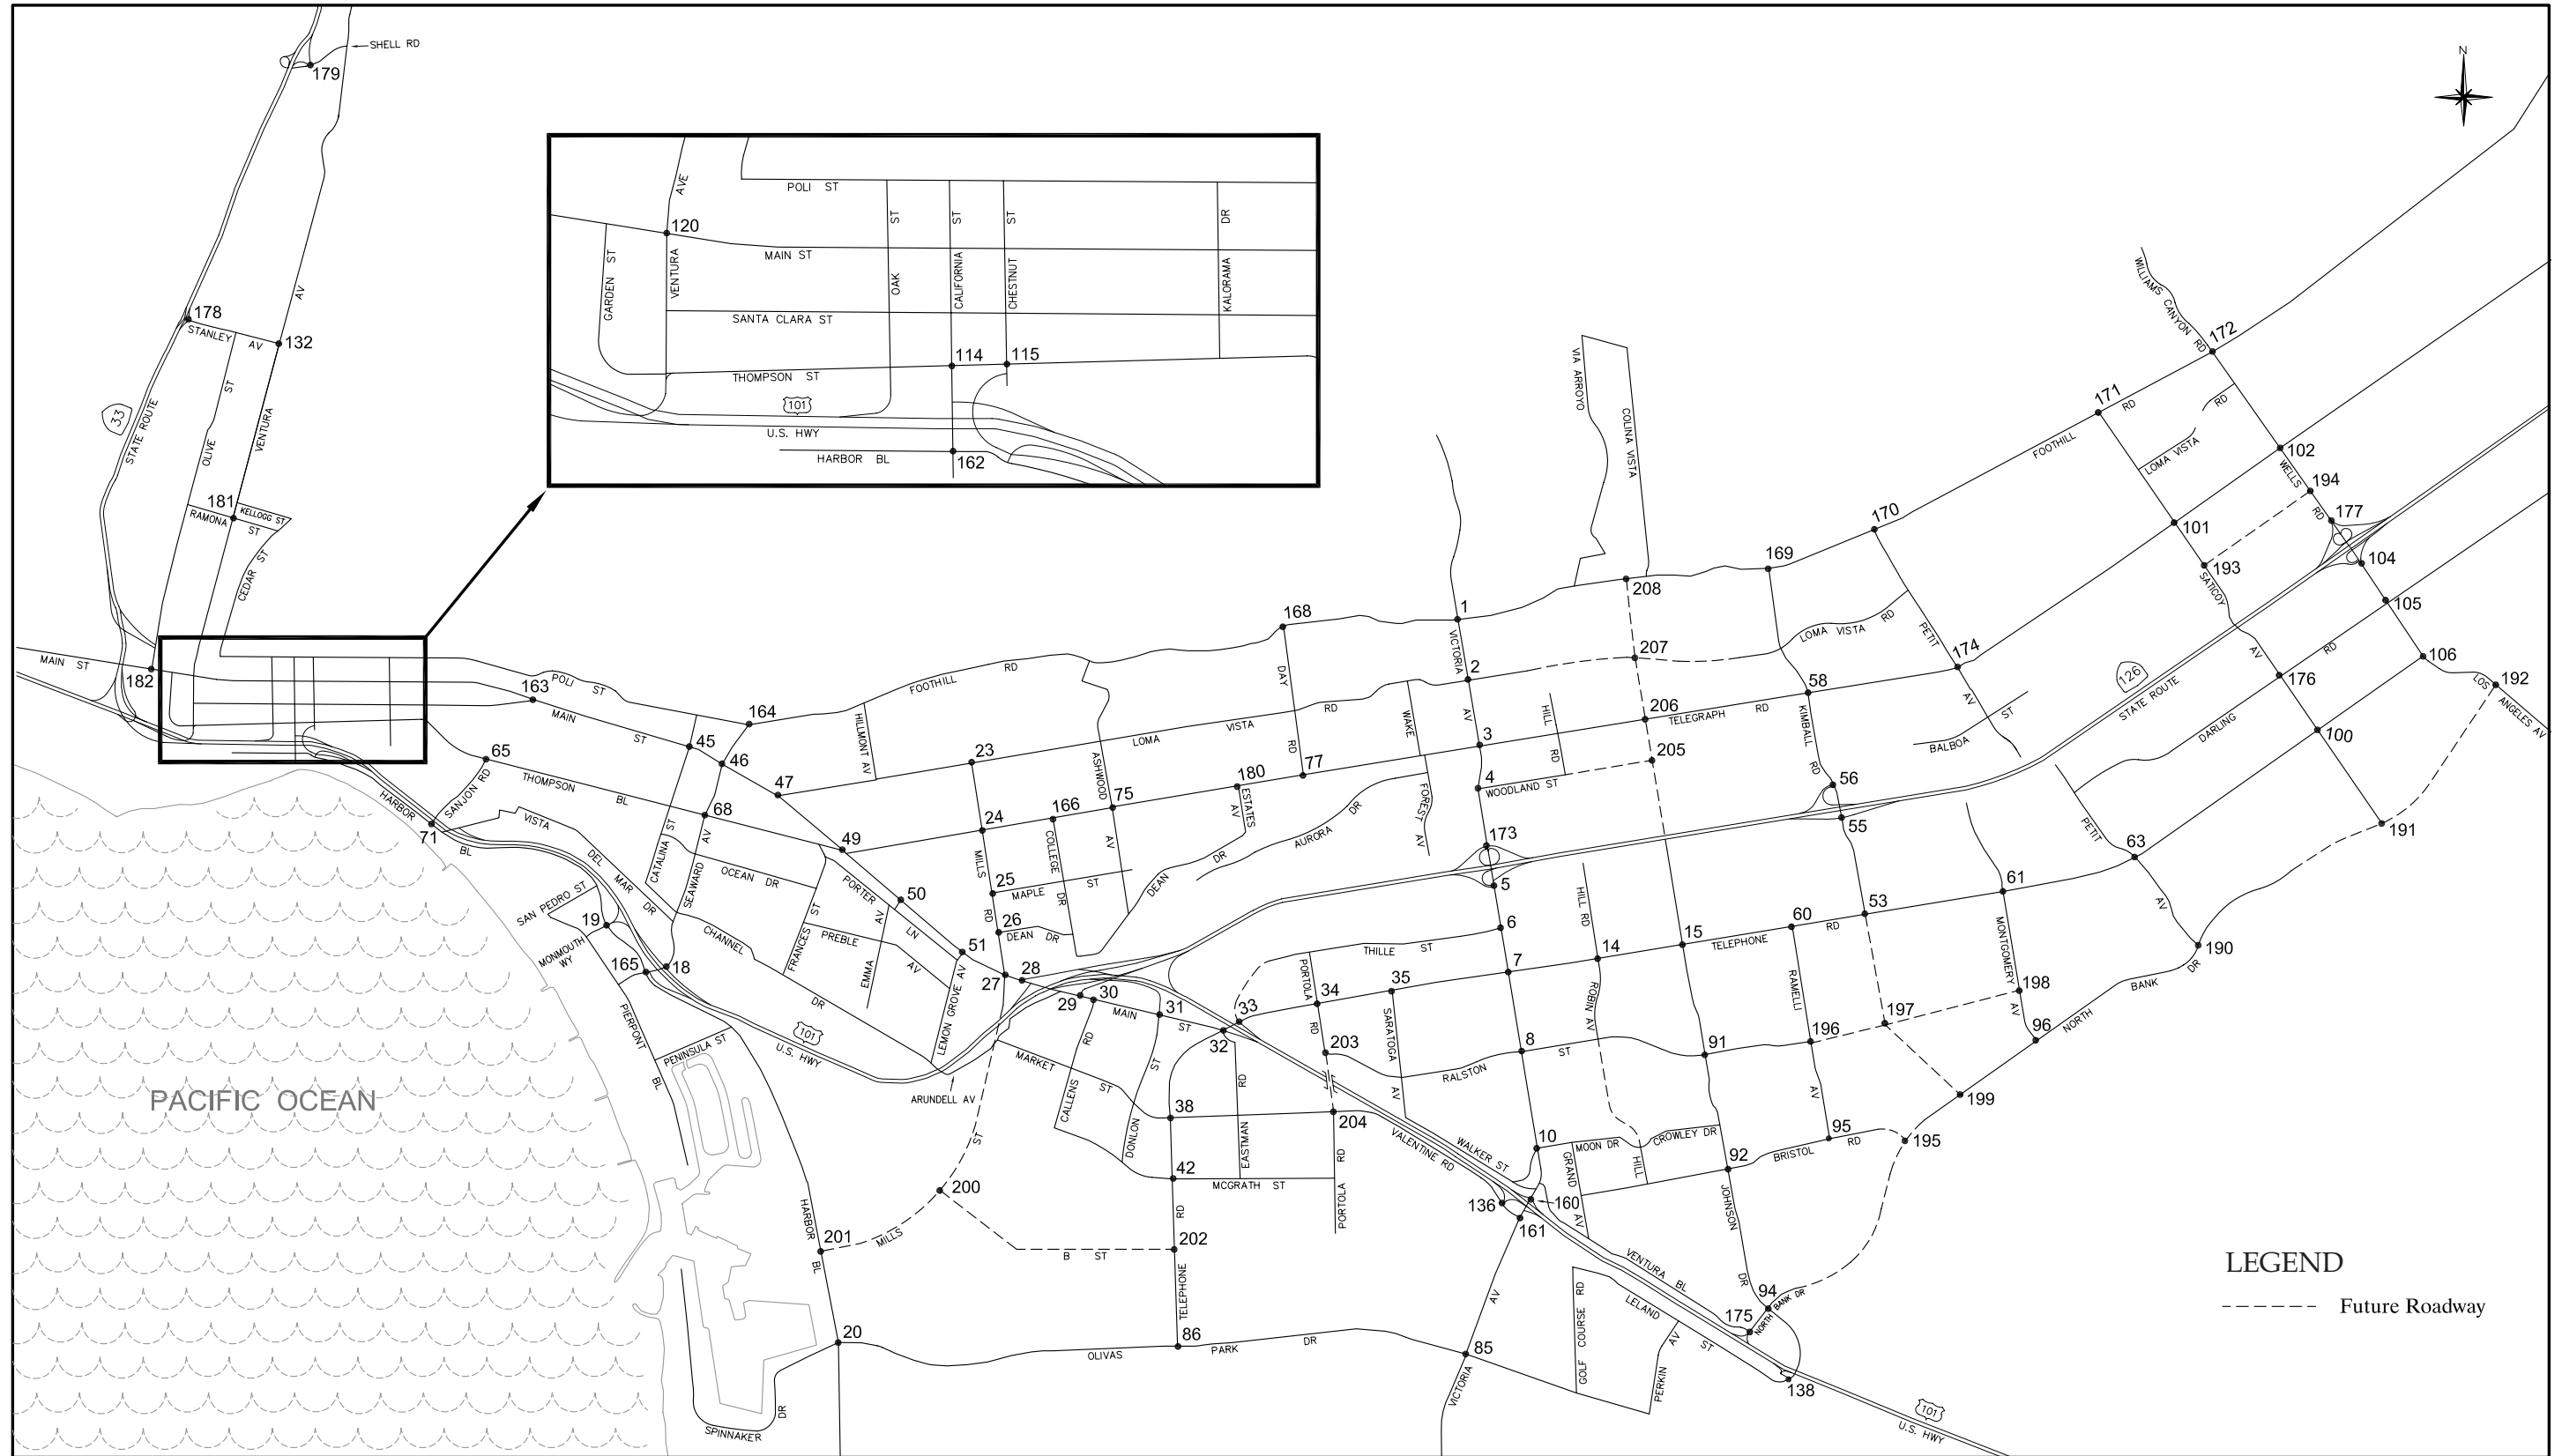 SHELL RD
179
N
AVE
POLI ST
120
MAIN ST
GARDEN ST
VENTURA
OAK ST
CALIFORNIA ST
CHESTNUT ST
KALORAMA DR
SANTA CLARA ST
114
115
THOMPSON ST
101
U.S. HWY
HARBOR BL
162
178
STANLEY AV
132
AV
33
STATE ROUTE
OLIVE ST
VENTURA
181
RAMONA ST
KELLOGG ST
CEDAR ST
MAIN ST
182
163
POLI ST
MAIN ST
164
FOOTHILL RD
HILLMONT AV
65
SANJON RD
THOMPSON BL
HARBOR BL
71
VISTA DEL MAR DR
45
46
47
68
CATALINA ST
SEAWARD AV
OCEAN DR
49
23
24
25
26
27
28
29
30
31
32
33
LOMA VISTA RD
MILLS RD
166
COLLEGE DR
ASHWOOD AV
75
MAPLE ST
DEAN DR
DEAN DR
180
ESTATES AV
77
DAY RD
168
AURORA DR
WAKE
FOREST AV
PORTER LN
50
51
FRANCES ST
PREBLE AV
EMMA AV
LEMON GROVE AV
CHANNEL DR
SAN PEDRO ST
19
MONMOUTH WY
165
18
PIERPONT BL
PENINSULA ST
101
U.S. HWY
ARUNDELL AV
MARKET ST
CALLENS RD
MAIN ST
DONLON ST
EASTMAN RD
38
42
MCGRATH ST
PACIFIC OCEAN
200
201
MILLS ST
B ST
202
TELEPHONE RD
HARBOR BL
20
86
OLIVAS PARK DR
SPINNAKER DR
VIA ARROYO
COLINA VISTA
1
VICTORIA AV
2
3
4
WOODLAND ST
HILL RD
173
5
6
7
8
10
THILLE ST
PORTOLA RD
34
35
SARATOGA AV
203
204
RALSTON ST
PORTOLA RD
VALENTINE RD
WALKER ST
HILL RD
14
ROBIN AV
15
TELEPHONE RD
60
53
61
RAMELLI AV
91
MOON DR
CROWLEY DR
GRAND AV
HILL
92
BRISTOL RD
95
JOHNSON DR
136
160
161
VENTURA BL
94
NORTH BANK DR
175
138
GOLF COURSE RD
LELAND ST
PERKIN AV
85
VICTORIA AV
101
U.S. HWY
208
207
206
205
169
170
171
172
FOOTHILL RD
WILLIAMS CANYON RD
LOMA VISTA RD
LOMA VISTA RD
PETIT AV
174
58
TELEGRAPH RD
KIMBALL RD
56
55
BALBOA ST
126
STATE ROUTE
102
WELLS RD
194
177
101
193
SATICOY AV
104
105
106
DARLING RD
176
100
LOS ANGELES AV
192
191
PETIT AV
63
190
MONTGOMERY AV
198
197
196
96
NORTH BANK DR
199
195
LEGEND
Future Roadway